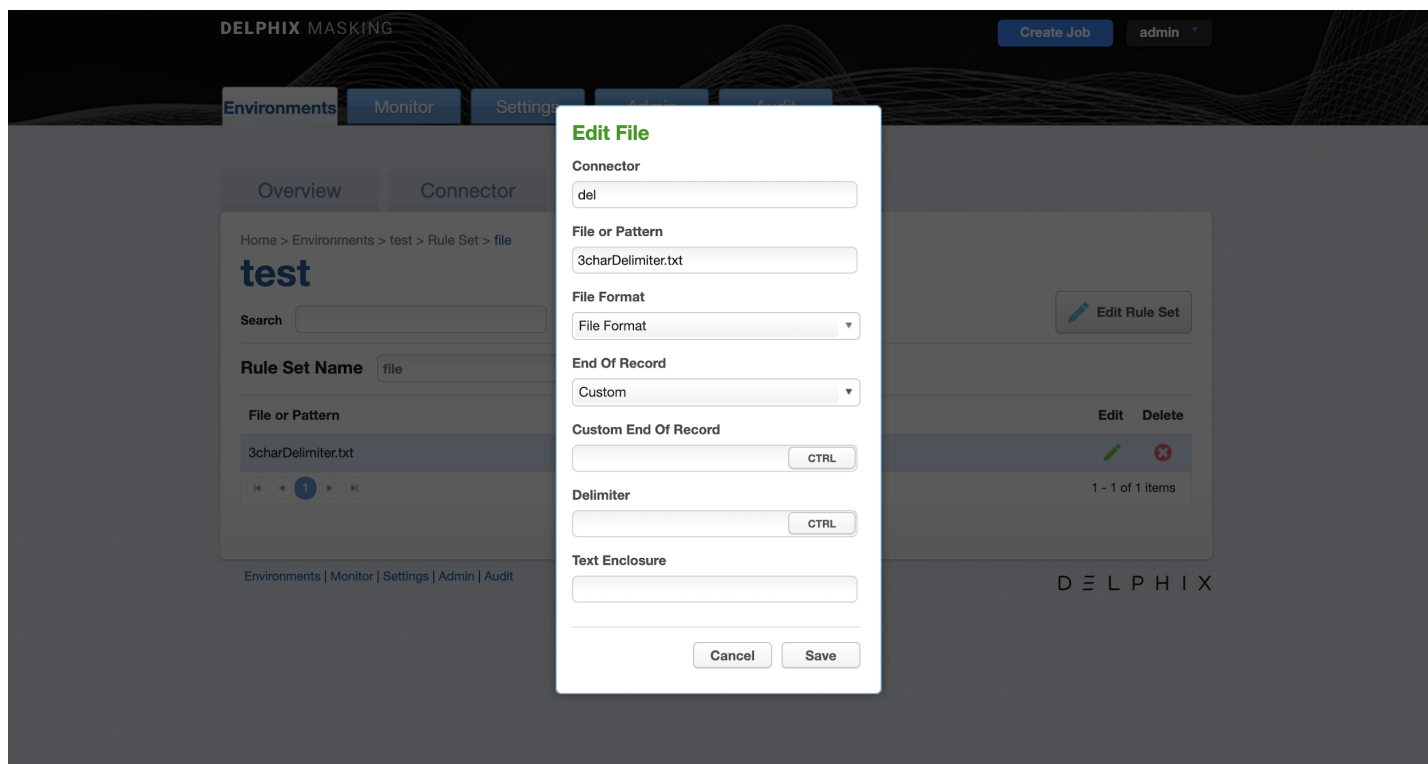 DELPHIX MASKING
Create Job
admin
Environments
Monitor
Settings
Admin
Audit
Edit File
Connector
del
File or Pattern
3charDelimiter.txt
File Format
File Format
End Of Record
Custom
Custom End Of Record
CTRL
Delimiter
CTRL
Text Enclosure
Cancel
Save
Overview
Connector
Home > Environments > test > Rule Set > file
test
Search
Edit Rule Set
Rule Set Name
file
File or Pattern
Edit
Delete
3charDelimiter.txt
1
1 - 1 of 1 items
Environments | Monitor | Settings | Admin | Audit
DELPHIX